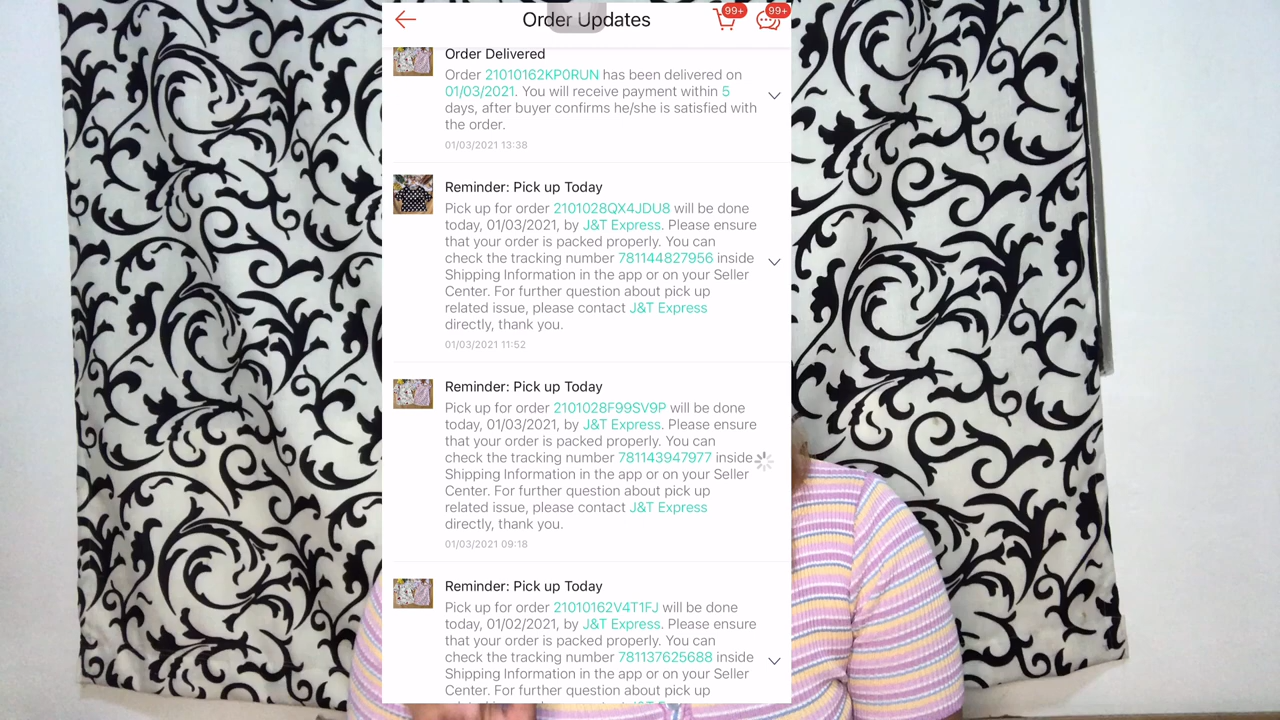 Order Updates
99+
99+
Order Delivered
Order 21010162KP0RUN has been delivered on
01/03/2021. You will receive payment within 5
days, after buyer confirms he/she is satisfied with
the order.
01/03/2021 13:38
Reminder: Pick up Today
Pick up for order 2101028QX4JDU8 will be done
today, 01/03/2021, by J&T Express. Please ensure
that your order is packed properly. You can
check the tracking number 781144827956 inside
Shipping Information in the app or on your Seller
Center. For further question about pick up
related issue, please contact J&T Express
directly, thank you.
01/03/2021 11:52
Reminder: Pick up Today
Pick up for order 2101028F99SV9P will be done
today, 01/03/2021, by J&T Express. Please ensure
that your order is packed properly. You can
check the tracking number 781143947977 inside
Shipping Information in the app or on your Seller
Center. For further question about pick up
related issue, please contact J&T Express
directly, thank you.
01/03/2021 09:18
Reminder: Pick up Today
Pick up for order 21010162V4T1FJ will be done
today, 01/02/2021, by J&T Express. Please ensure
that your order is packed properly. You can
check the tracking number 781137625688 inside
Shipping Information in the app or on your Seller
Center. For further question about pick up